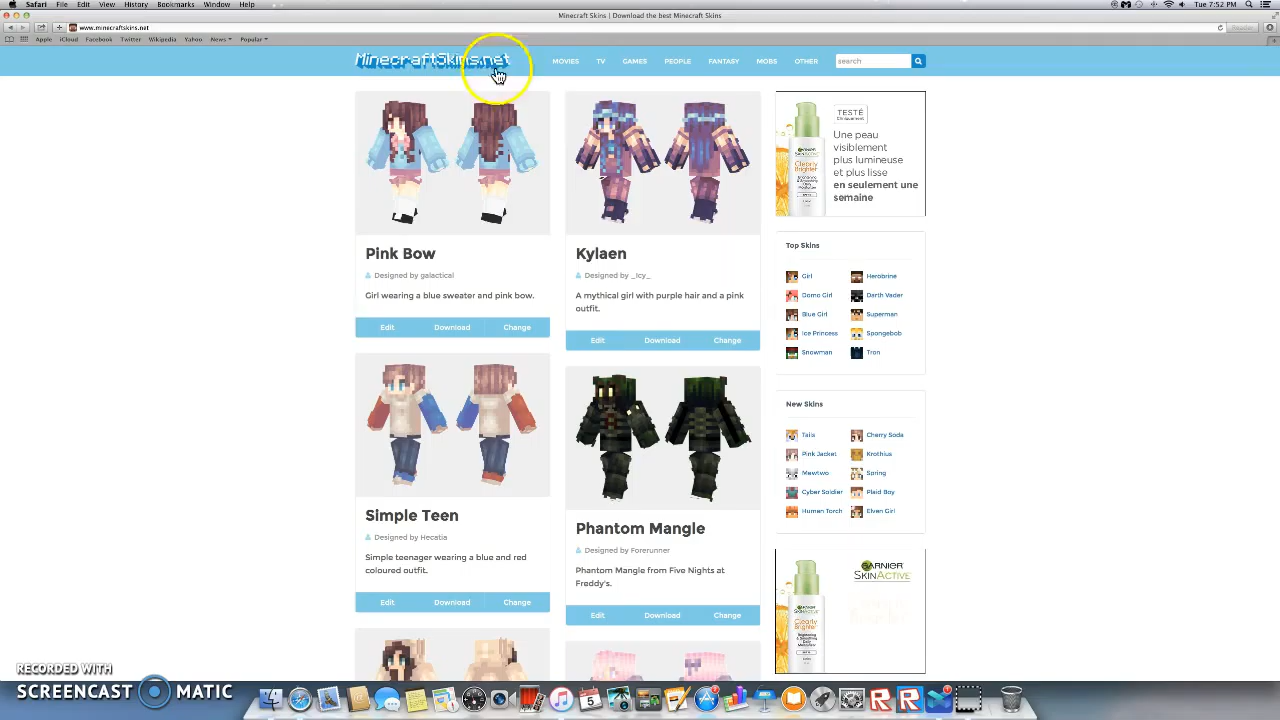 Safari File Edit View History Bookmarks Window Help
Tue 7:52 PM
Minecraft Skins | Download the best Minecraft Skins
www.minecraftskins.net
Reader
Apple iCloud Facebook Twitter Wikipedia Yahoo News Popular
MinecraftSkins.net
MOVIES TV GAMES PEOPLE FANTASY MOBS OTHER
search
Pink Bow
Designed by galactical
Girl wearing a blue sweater and pink bow.
Edit Download Change
Kylaen
Designed by _Icy_
A mythical girl with purple hair and a pink
outfit.
Edit Download Change
Simple Teen
Designed by Hecatia
Simple teenager wearing a blue and red
coloured outfit.
Edit Download Change
Phantom Mangle
Designed by Forerunner
Phantom Mangle from Five Nights at
Freddy's.
Edit Download Change
TESTÉ
Une peau
visiblement
plus lumineuse
et plus lisse
en seulement une
semaine
SKINACTIVE
Clearly
Brighter
Top Skins
Girl Herobrine
Domo Girl Darth Vader
Blue Girl Superman
Ice Princess Spongebob
Snowman Tron
New Skins
Tails Cherry Soda
Pink Jacket Krothius
Mewtwo Spring
Cyber Soldier Plaid Boy
Human Torch Elven Girl
GARNIER
SKINACTIVE
Clearly
Brighter
RECORDED WITH
SCREENCAST MATIC
5